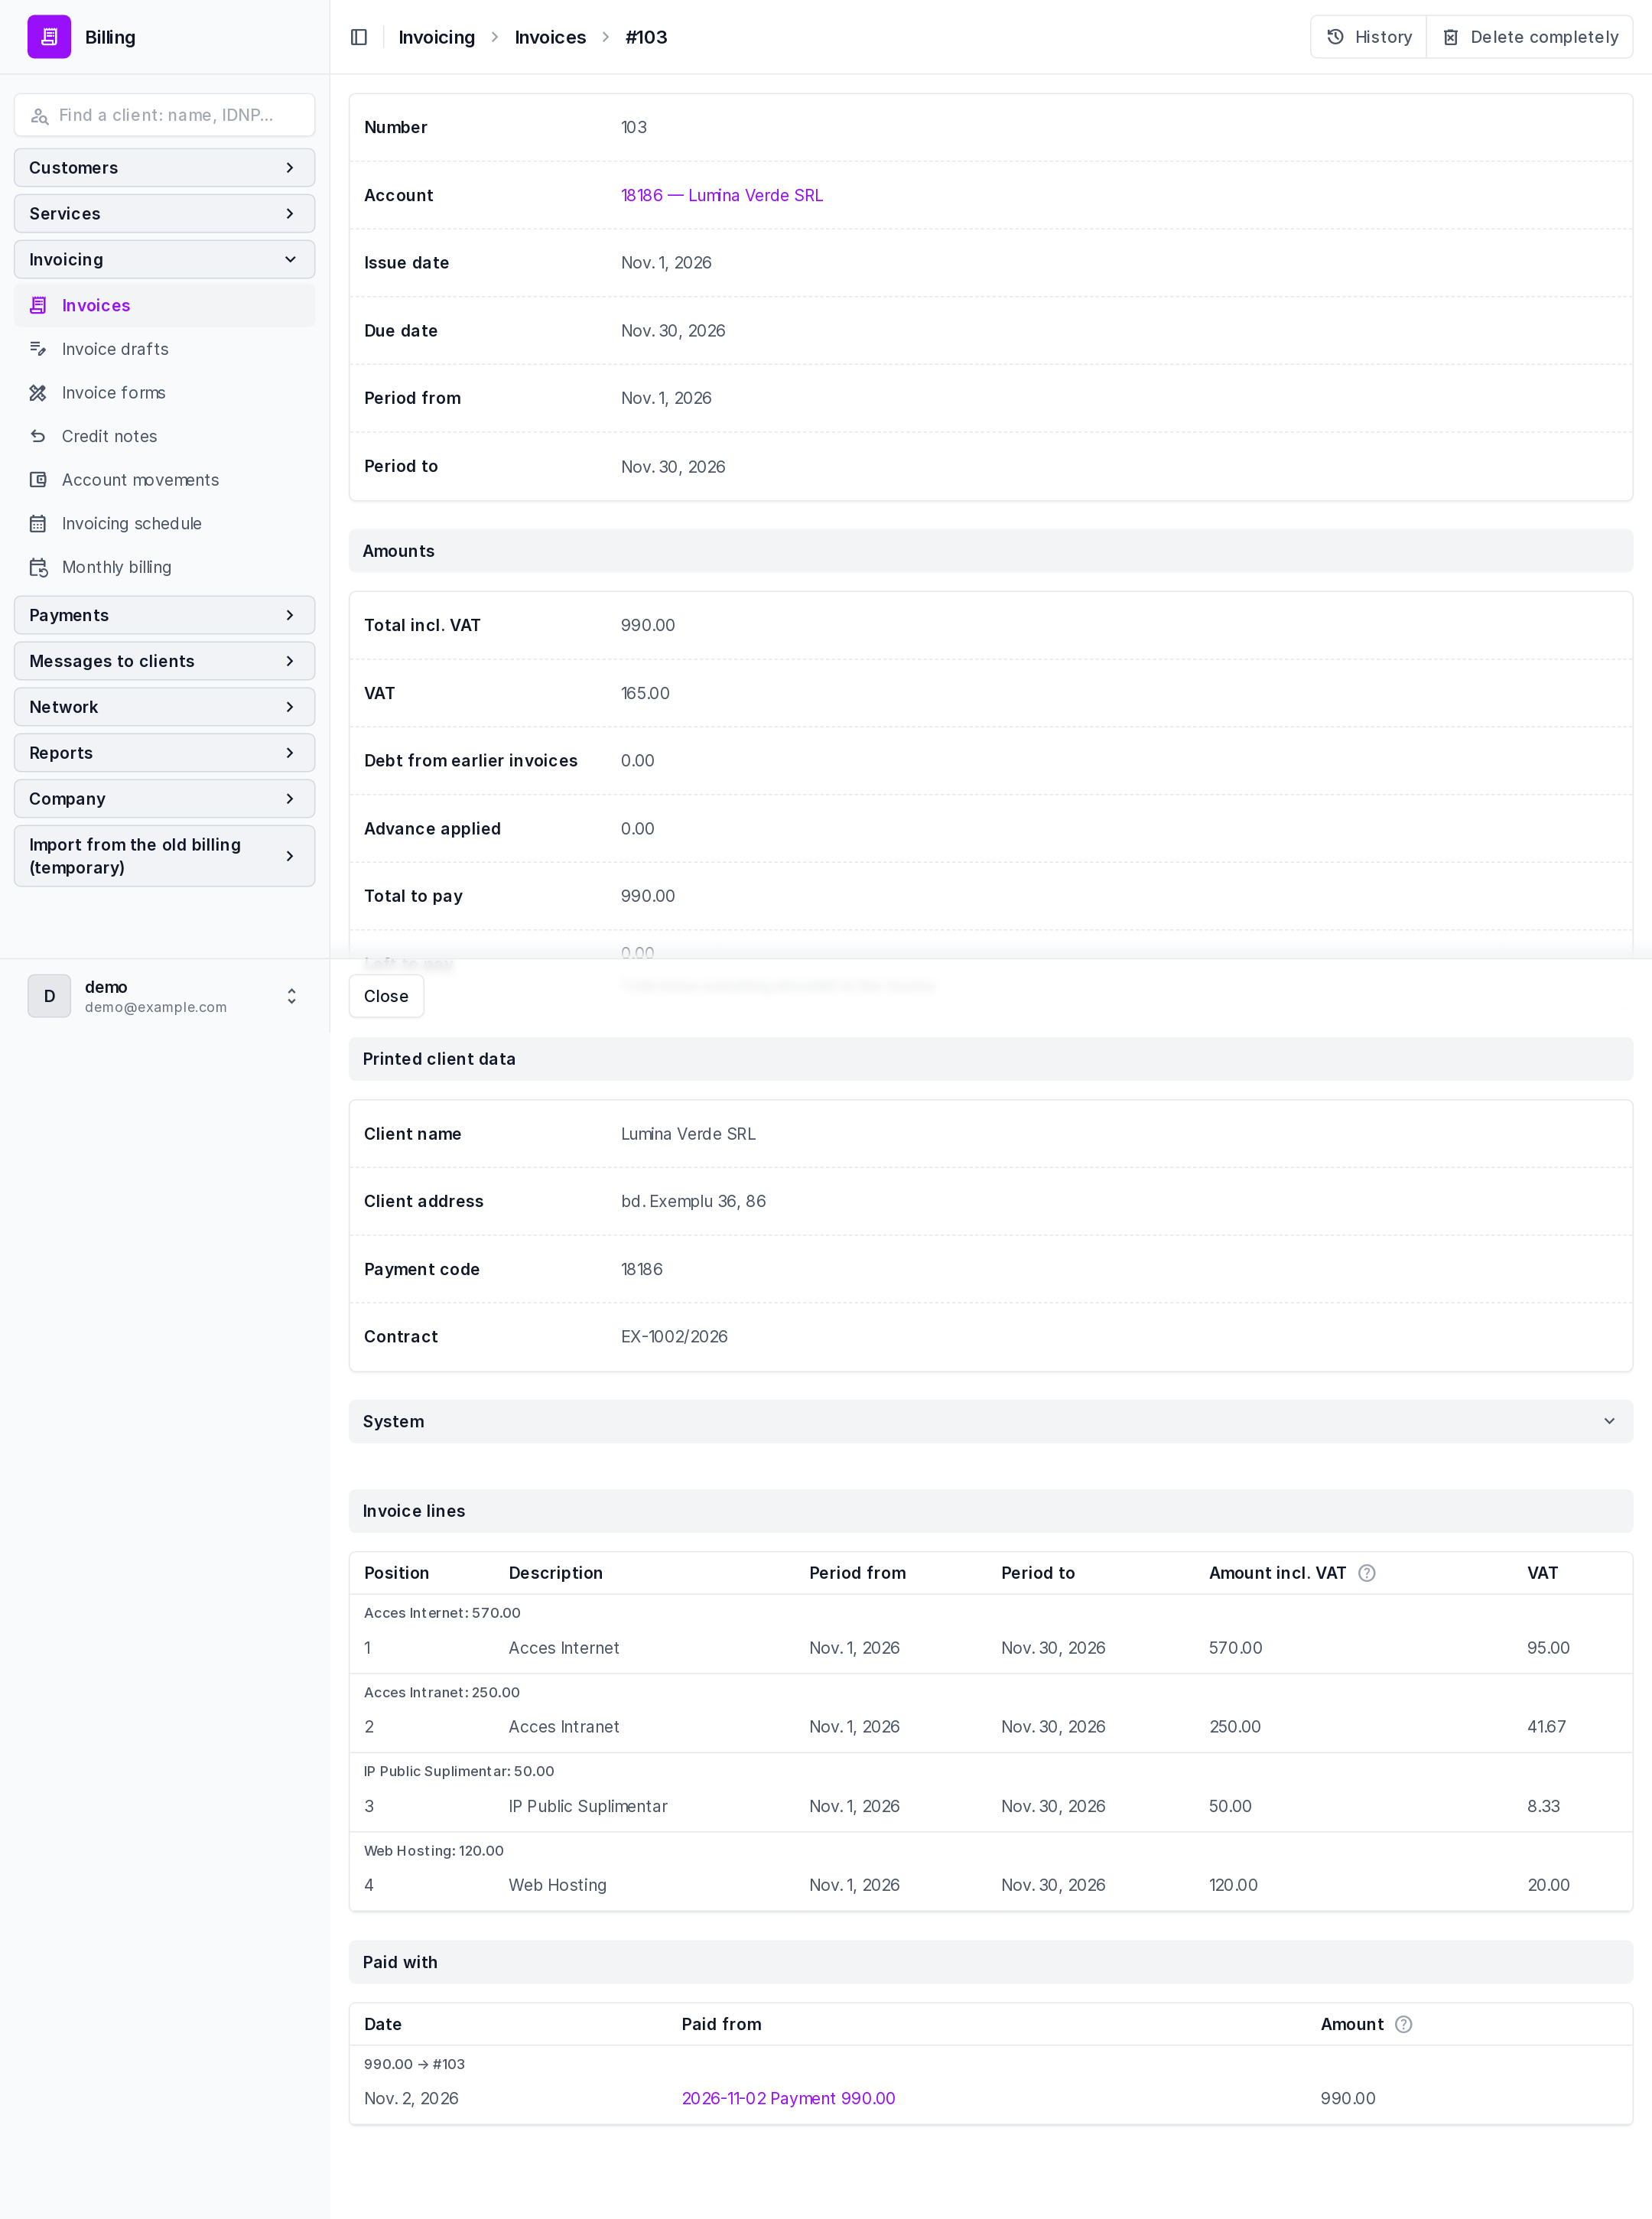 Billing
Invoicing
Invoices
#103
History
Delete completely
Find a client: name, IDNP...
Customers
Services
Invoicing
Invoices
Invoice drafts
Invoice forms
Credit notes
Account movements
Invoicing schedule
Monthly billing
Payments
Messages to clients
Network
Reports
Company
Import from the old billing
(temporary)
D
demo
demo@example.com
Number 103
Account 18186 — Lumina Verde SRL
Issue date Nov. 1, 2026
Due date Nov. 30, 2026
Period from Nov. 1, 2026
Period to Nov. 30, 2026
Amounts
Total incl. VAT 990.00
VAT 165.00
Debt from earlier invoices 0.00
Advance applied 0.00
Total to pay 990.00
Left to pay 0.00
Close
Printed client data
Client name Lumina Verde SRL
Client address bd. Exemplu 36, 86
Payment code 18186
Contract EX-1002/2026
System
Invoice lines
Position Description Period from Period to Amount incl. VAT VAT
Acces Internet: 570.00
1 Acces Internet Nov. 1, 2026 Nov. 30, 2026 570.00 95.00
Acces Intranet: 250.00
2 Acces Intranet Nov. 1, 2026 Nov. 30, 2026 250.00 41.67
IP Public Suplimentar: 50.00
3 IP Public Suplimentar Nov. 1, 2026 Nov. 30, 2026 50.00 8.33
Web Hosting: 120.00
4 Web Hosting Nov. 1, 2026 Nov. 30, 2026 120.00 20.00
Paid with
Date Paid from Amount
990.00 → #103
Nov. 2, 2026 2026-11-02 Payment 990.00 990.00